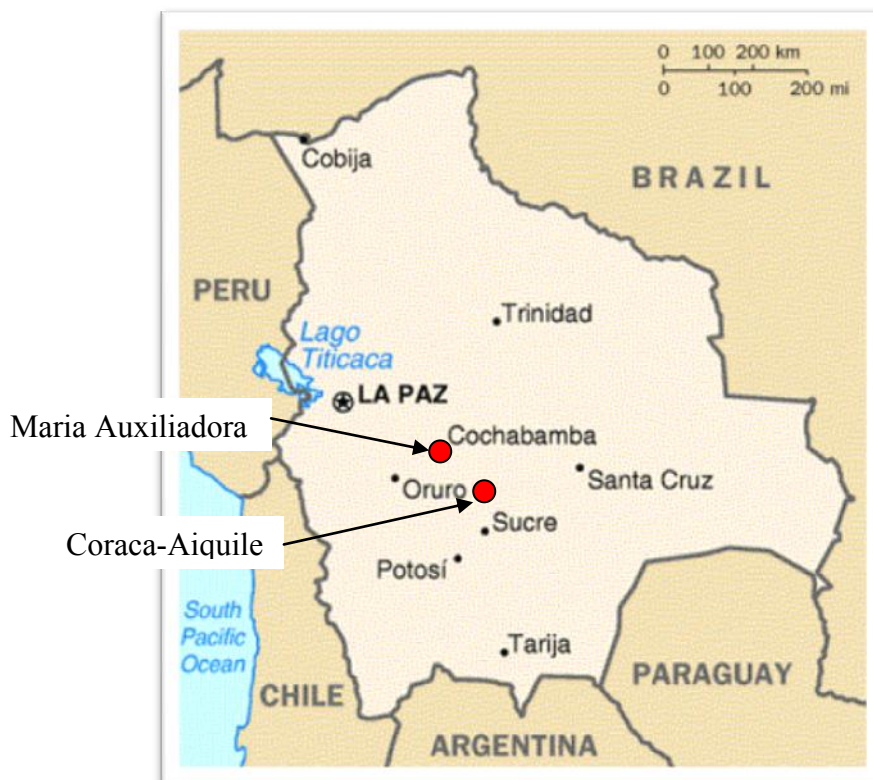 0 100 200 km
0 100 200 mi
Cobija
BRAZIL
PERU
Trinidad
Lago
Titicaca
LA PAZ
Maria Auxiliadora
Cochabamba
Oruro
Santa Cruz
Coraca-Aiquile
Sucre
Potosí
South
Pacific
Ocean
Tarija
PARAGUAY
CHILE
ARGENTINA